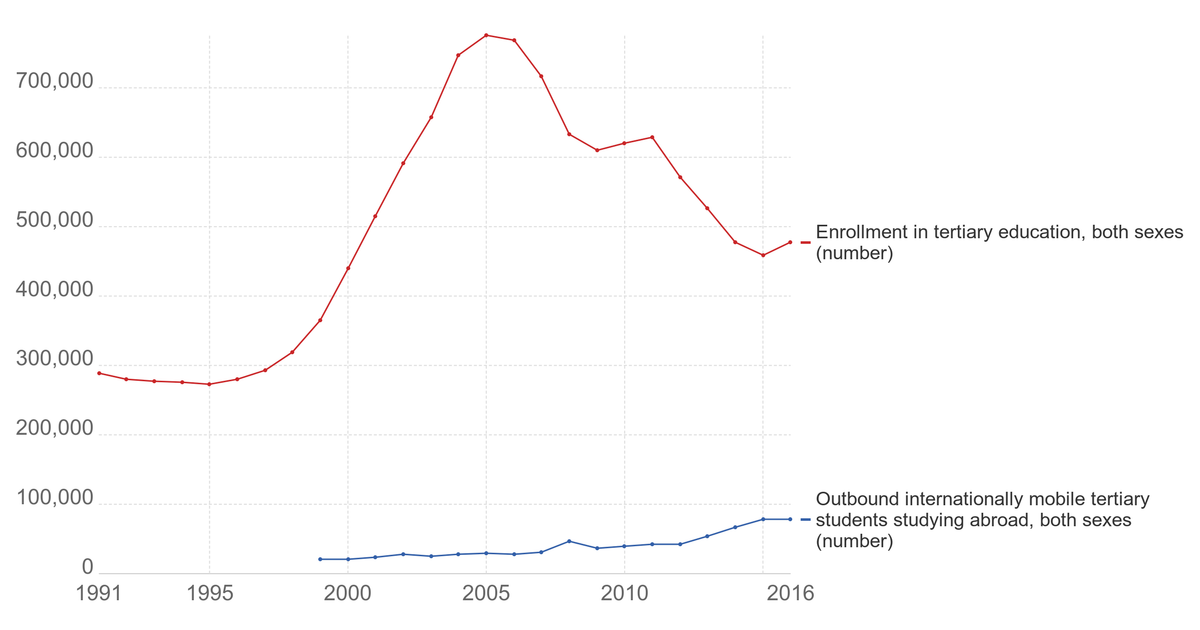 700,000
600,000
500,000
400,000
300,000
200,000
100,000
0
1991 1995 2000 2005 2010 2016
Enrollment in tertiary education, both sexes
(number)
Outbound internationally mobile tertiary
students studying abroad, both sexes
(number)